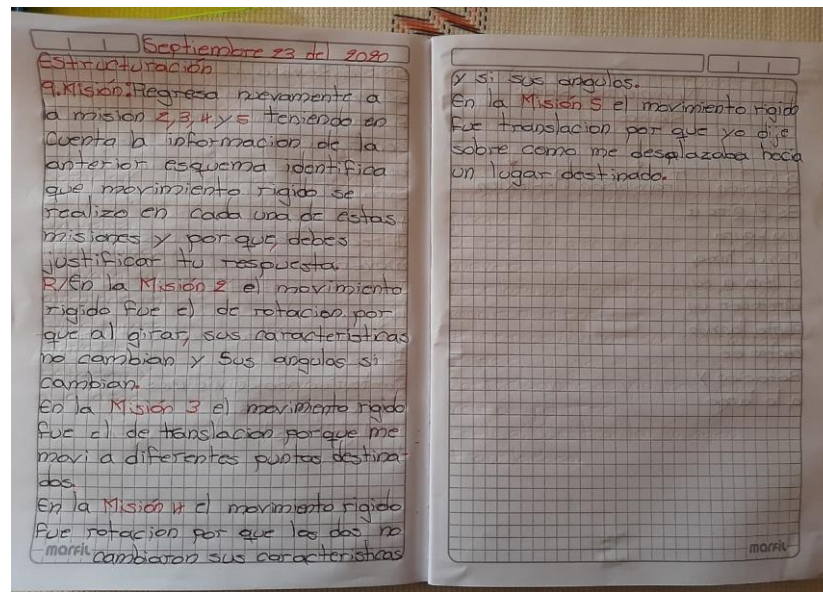 Septiembre 23 del 2020
Estructuración
9. Misión: Regresa nuevamente a
la mision 2, 3, 4 y 5 teniendo en
cuenta la informacion de la
anterior esquema identifica
que movimiento rigido se
realizo en cada una de estas
misiones y por que, debes
justificar tu respuesta
R/En la Misión 2 el movimiento
rigido fue el de rotacion por
que al girar, sus caracteristicas
no cambian y sus angulos si
cambian.
En la Misión 3 el movimento rigido
fue el de translacion porque me
movi a diferentes puntos destina-
dos.
En la Misión 4 el movimiento rigido
fue rotacion por que los dos no
cambiaron sus caracteristicas
marfil
y si sus angulos.
En la Misión 5 el movimiento rigido
fue translacion por que yo dije
sobre como me desplazaba hacia
un lugar destinado.
marfil